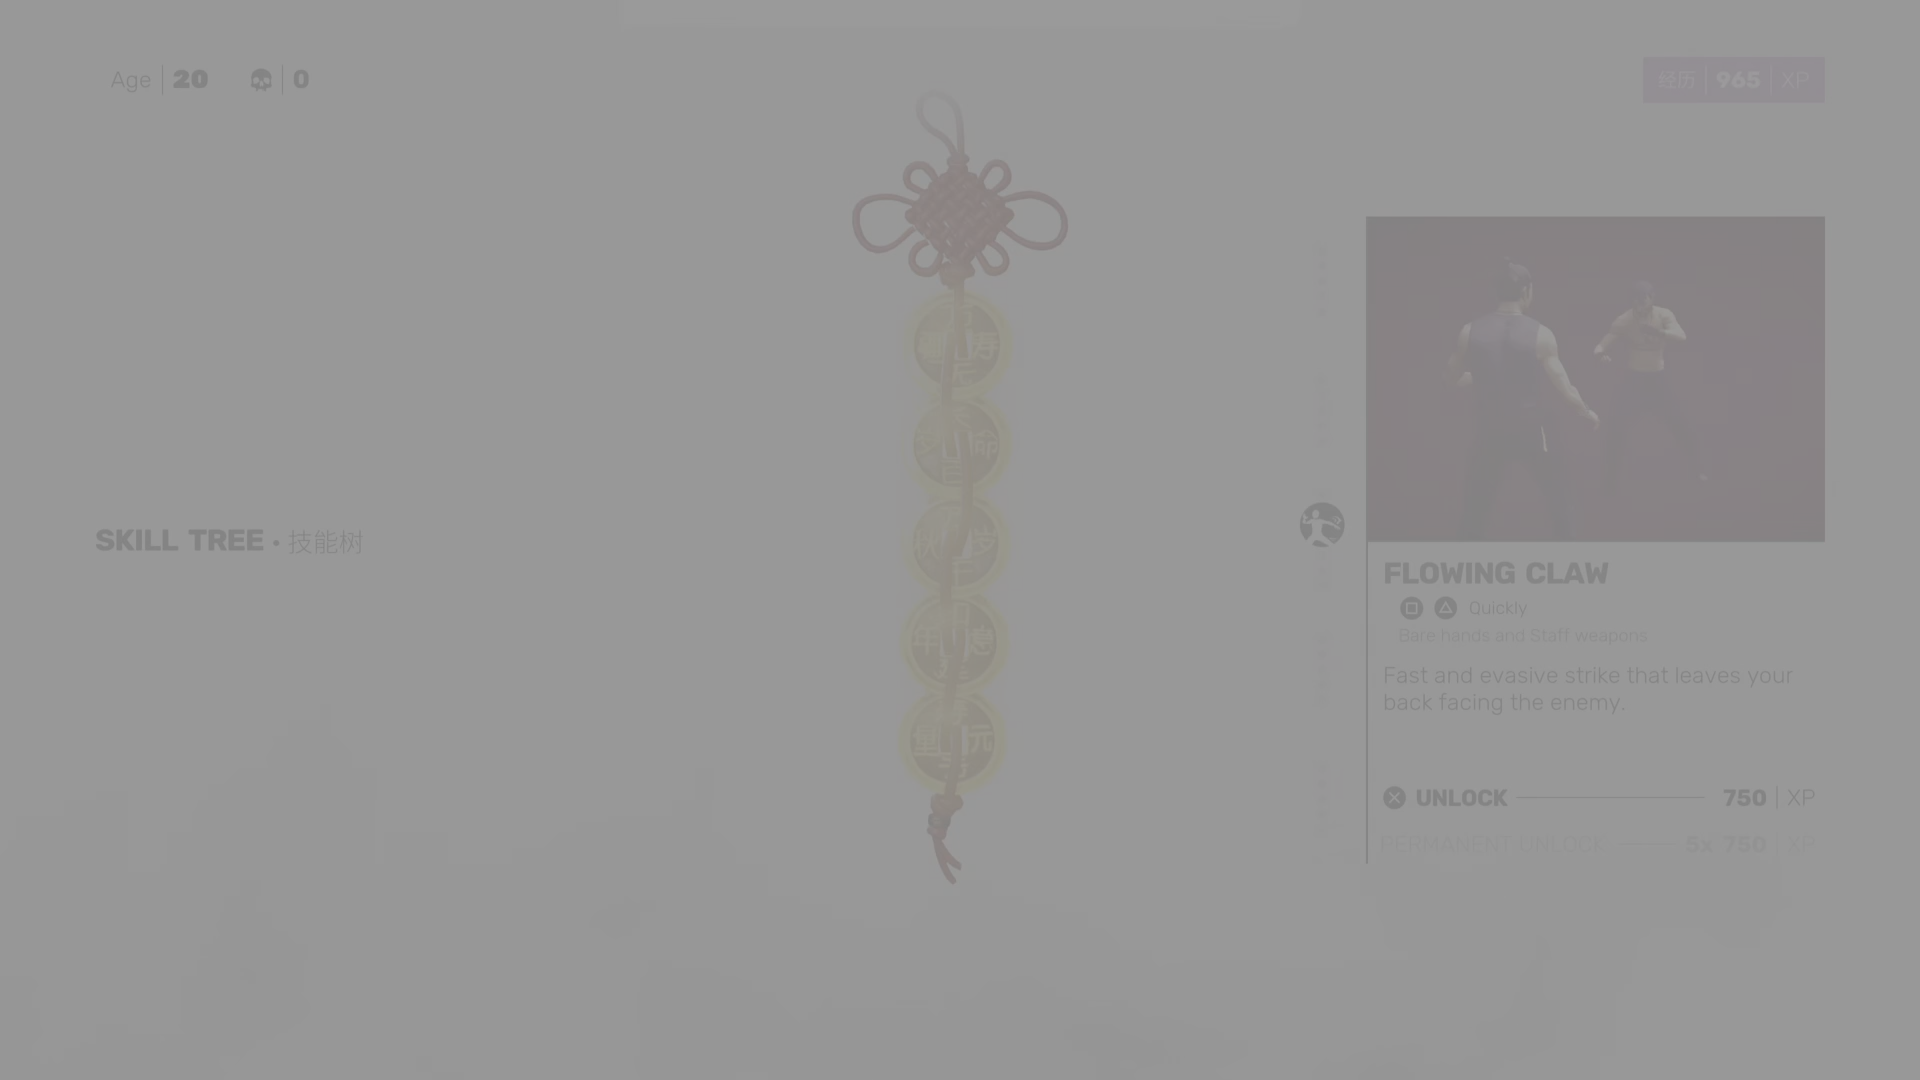 Age 20 0
经历 965 XP
SKILL TREE • 技能树
FLOWING CLAW
Quickly
Bare hands and Staff weapons
Fast and evasive strike that leaves your
back facing the enemy.
UNLOCK 750 XP
PERMANENT UNLOCK 5x 750 XP